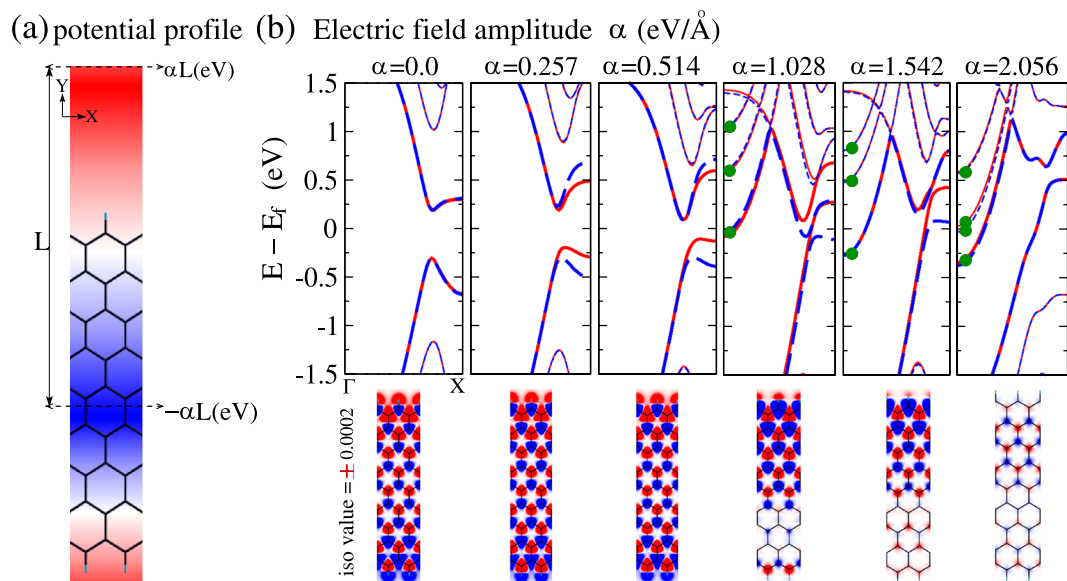 (a) potential profile (b) Electric field amplitude α (eV/Å)
αL(eV)
Y
X
L
−αL(eV)
α=0.0 α=0.257 α=0.514 α=1.028 α=1.542 α=2.056
E − E_f (eV)
1.5
1
0.5
0
-0.5
-1
-1.5
Γ X
iso value = ± 0.0002